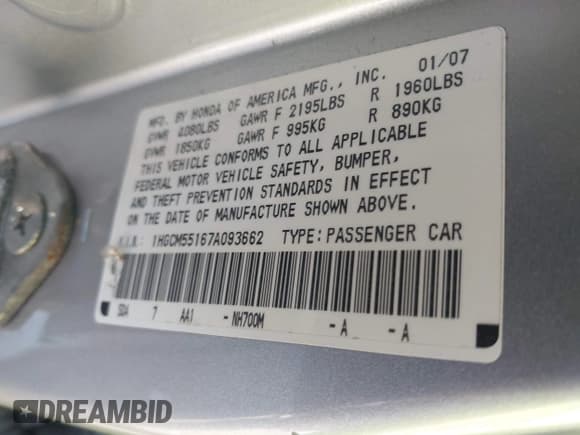 MFD. BY HONDA OF AMERICA MFG., INC. 01/07
GVWR 4080LBS GAWR F 2195LBS R 1960LBS
GVWR 1850KG GAWR F 995KG R 890KG
THIS VEHICLE CONFORMS TO ALL APPLICABLE
FEDERAL MOTOR VEHICLE SAFETY, BUMPER,
AND THEFT PREVENTION STANDARDS IN EFFECT
ON THE DATE OF MANUFACTURE SHOWN ABOVE.
V.I.N.: 1HGCM55167A093662 TYPE: PASSENGER CAR
SDA 7 AA1 - NH700M - A - A
DREAMBID